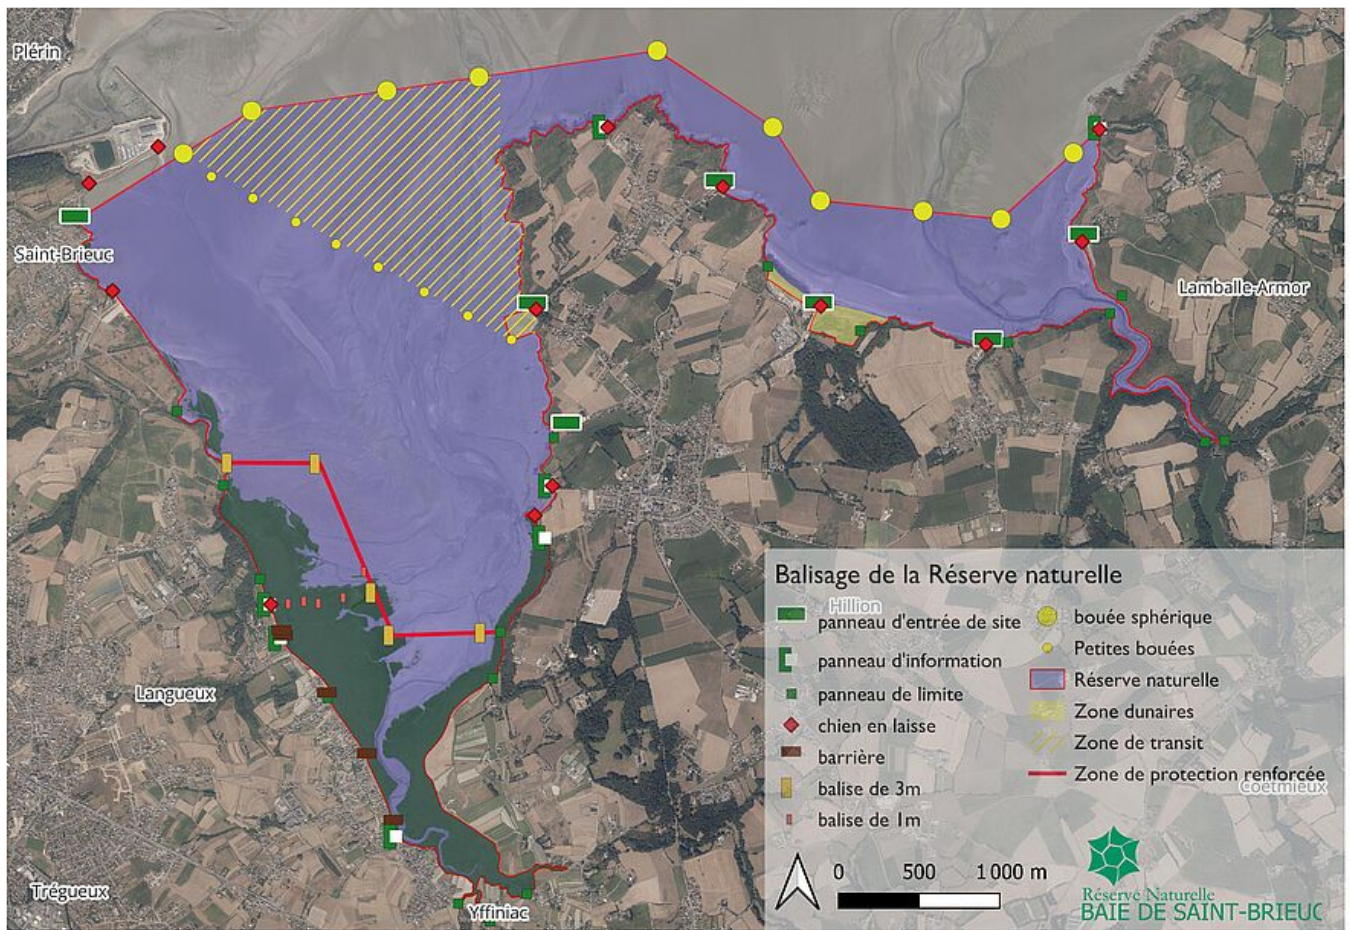 Plérin
Saint-Brieuc
Lamballe-Armor
Langueux
Trégueux
Yffiniac
Balisage de la Réserve naturelle
Hillion
panneau d'entrée de site
panneau d'information
panneau de limite
chien en laisse
barrière
balise de 3m
balise de 1m
bouée sphérique
Petites bouées
Réserve naturelle
Zone dunaires
Zone de transit
Zone de protection renforcée
Coëtmieux
0 500 1000 m
Réserve Naturelle
BAIE DE SAINT-BRIEUC